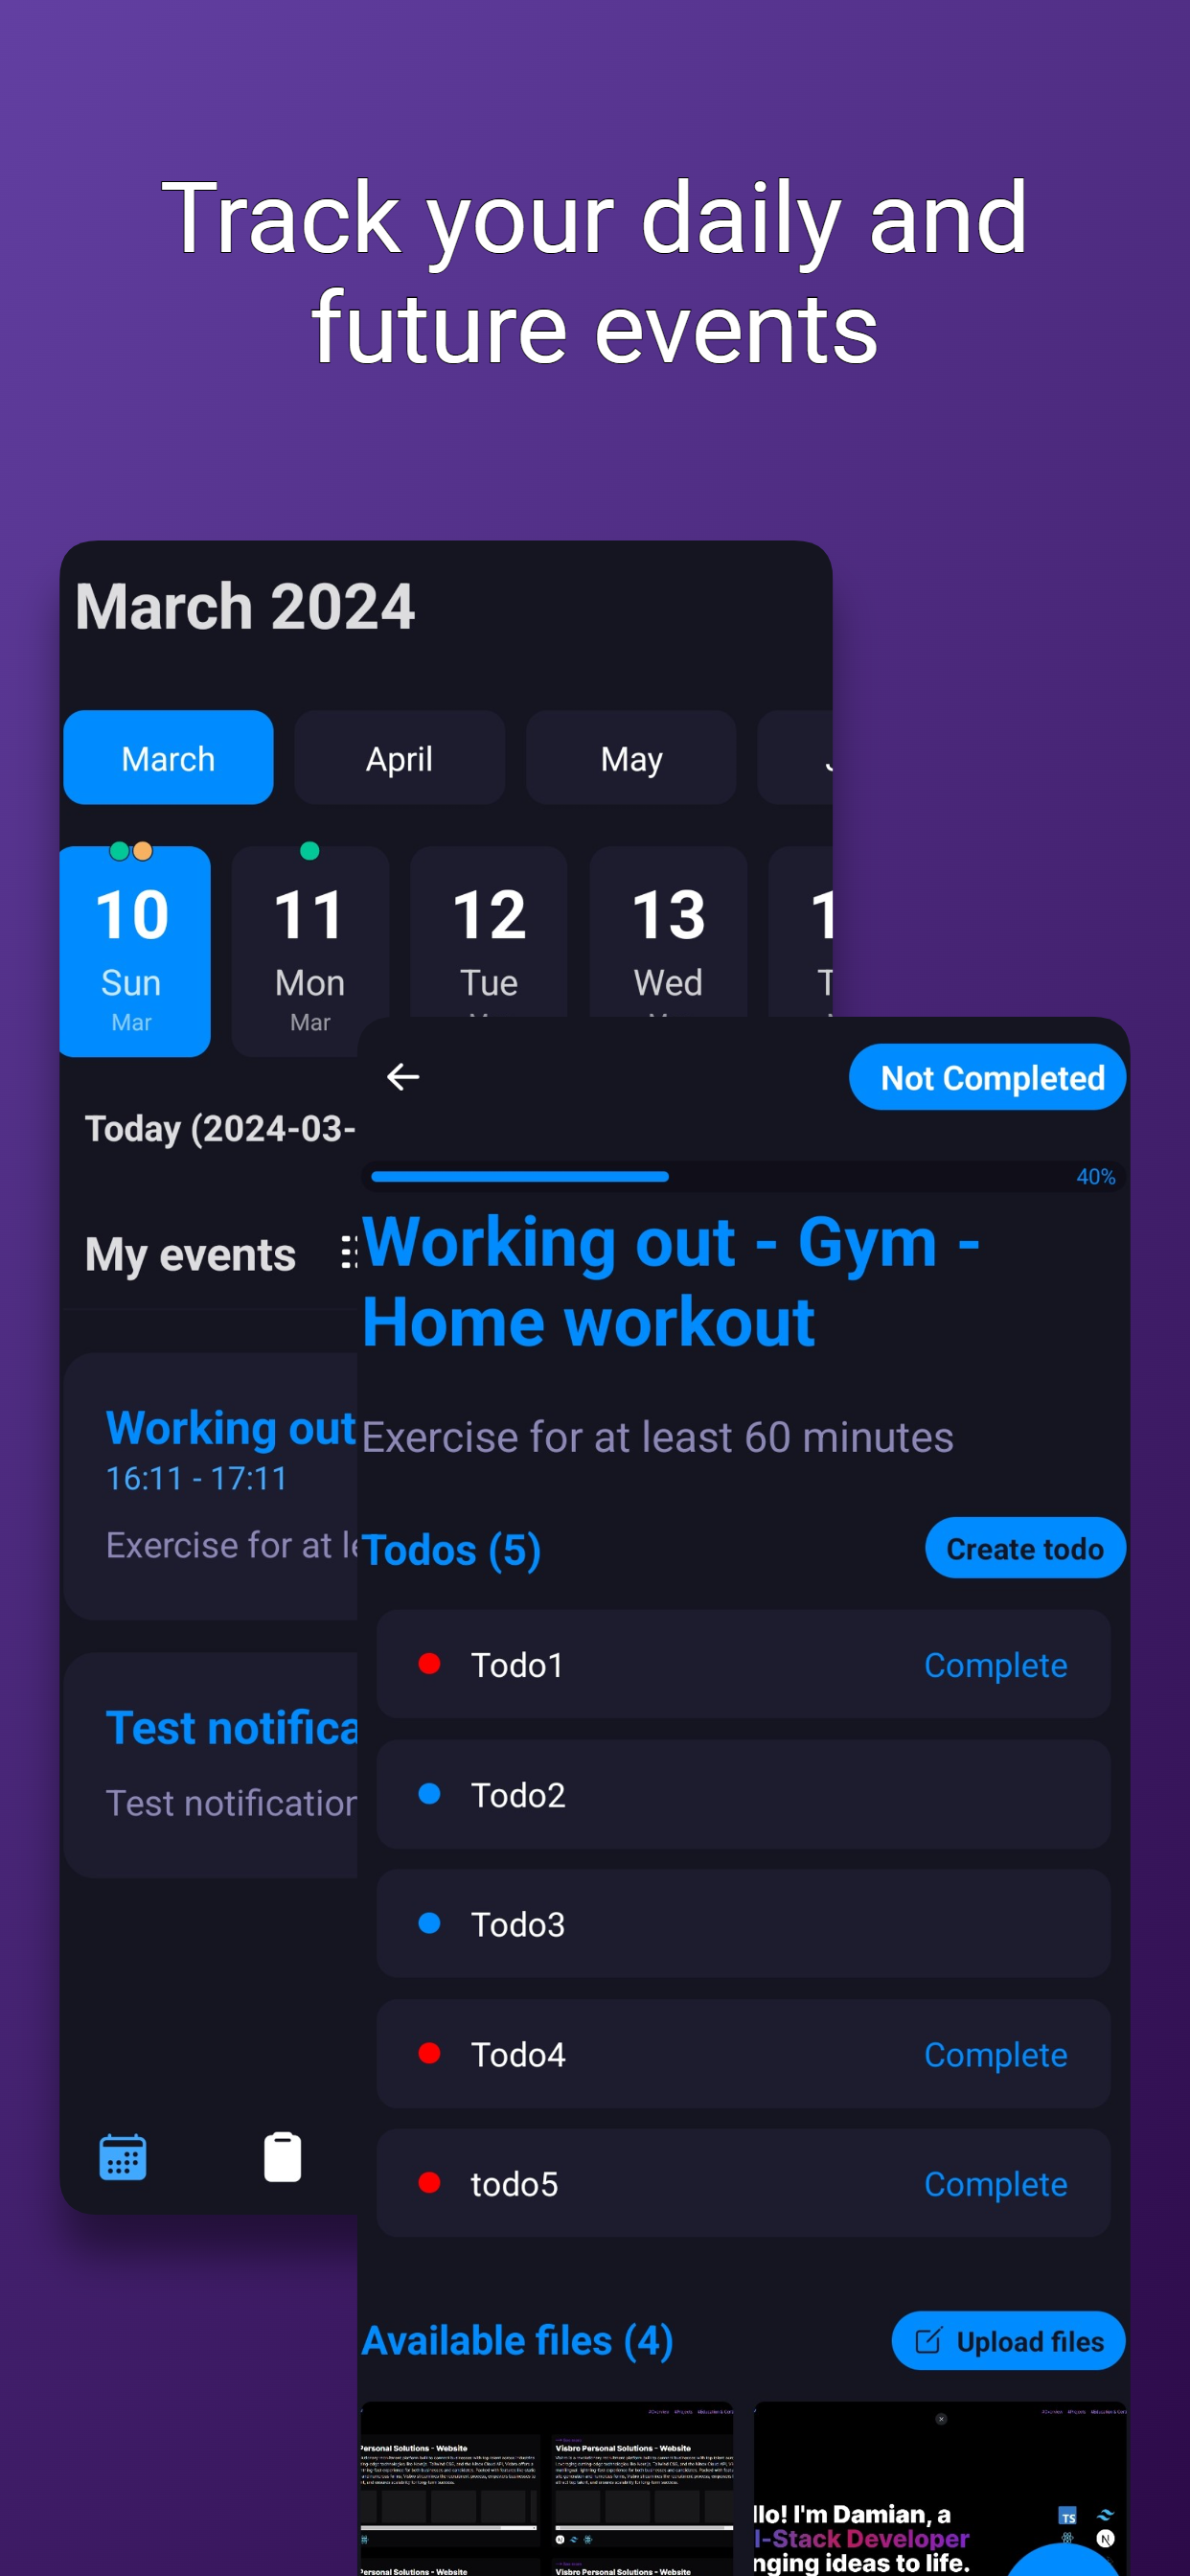 Track your daily and
future events
March 2024
March April May
10 11 12 13
Sun Mon Tue Wed
Mar Mar
Today (2024-03-
My events
Working out
16:11 - 17:11
Exercise for at le
Test notifica
Test notification
Not Completed
40%
Working out - Gym -
Home workout
Exercise for at least 60 minutes
Todos (5) Create todo
Todo1 Complete
Todo2
Todo3
Todo4 Complete
todo5 Complete
Available files (4) Upload files
Personal Solutions - Website
Visbre Personal Solutions - Website
Personal Solutions - Website
Visbre Personal Solutions - Website
llo! I'm Damian, a
l-Stack Developer
nging ideas to life.
TS
N